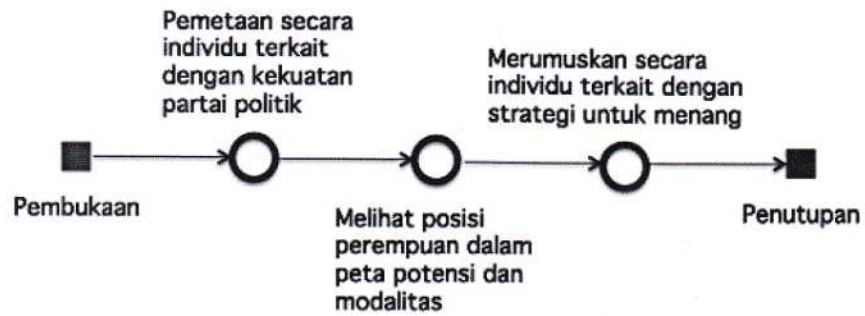 Pemetaan secara
individu terkait
dengan kekuatan
partai politik
Merumuskan secara
individu terkait dengan
strategi untuk menang
Pembukaan
Melihat posisi
perempuan dalam
peta potensi dan
modalitas
Penutupan